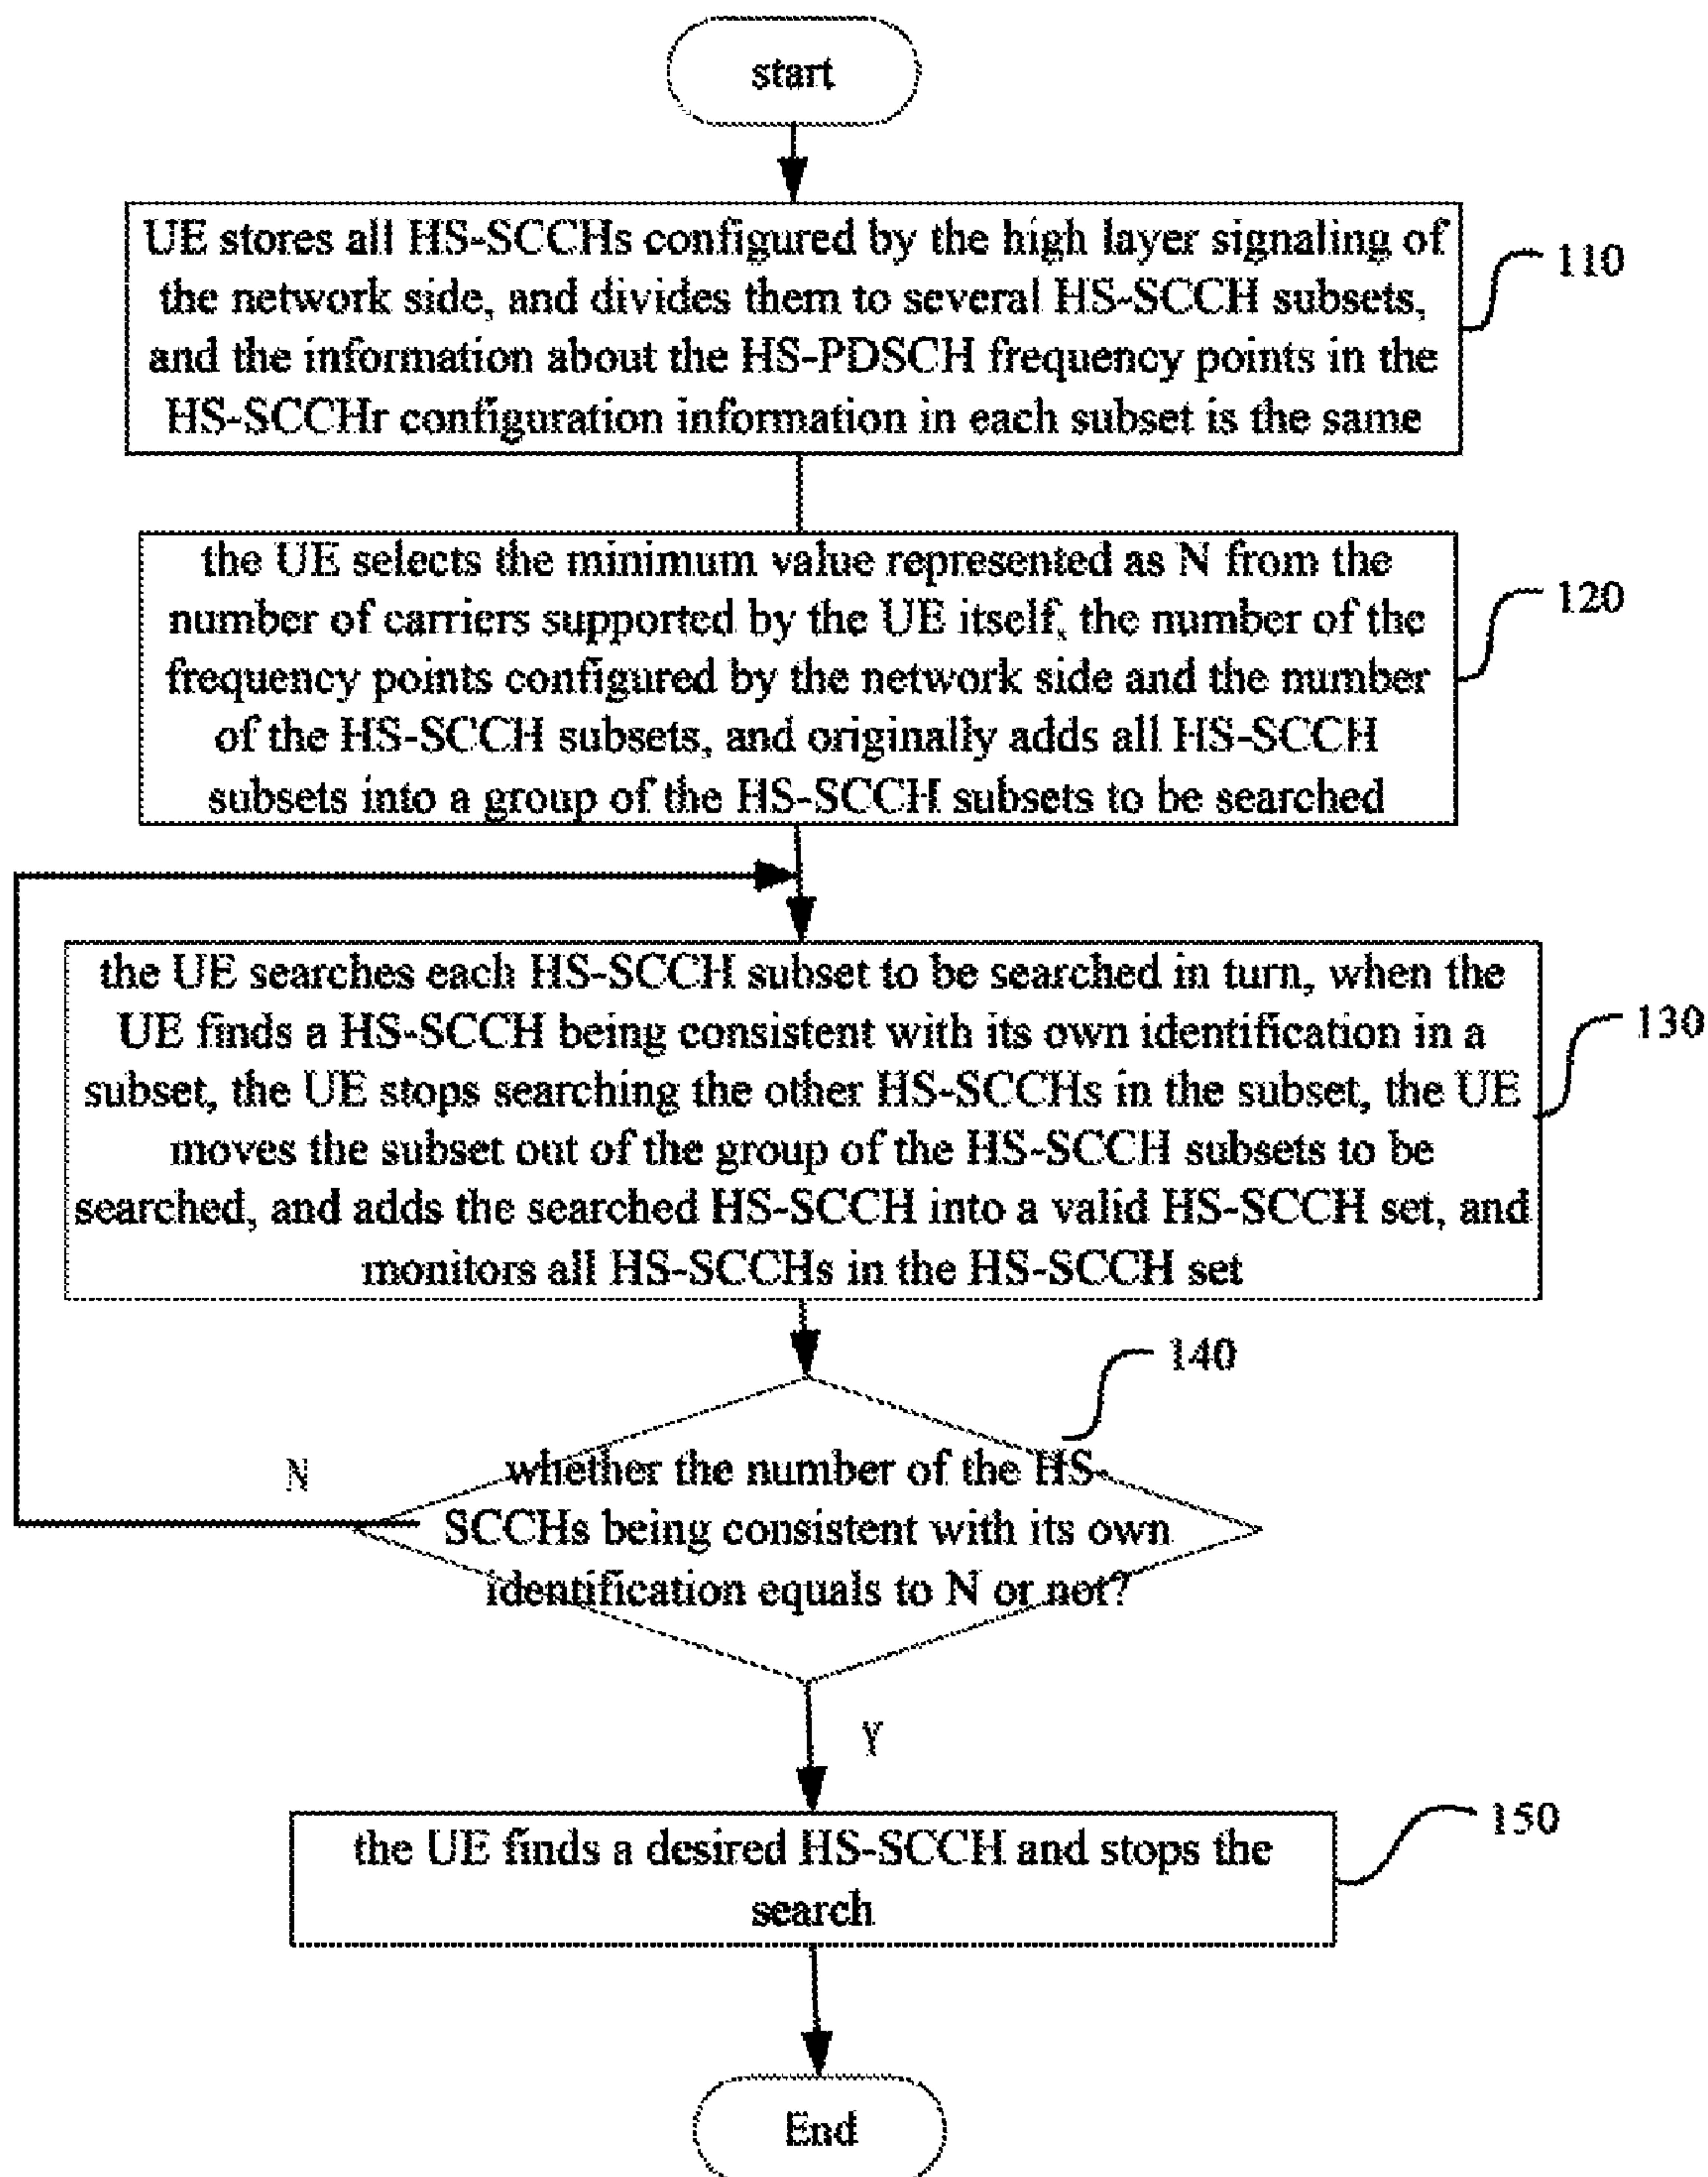 start
UE stores all HS-SCCHs configured by the high layer signaling of
the network side, and divides them to several HS-SCCH subsets,
and the information about the HS-PDSCH frequency points in the
HS-SCCHr configuration information in each subset is the same
110
the UE selects the minimum value represented as N from the
number of carriers supported by the UE itself, the number of the
frequency points configured by the network side and the number
of the HS-SCCH subsets, and originally adds all HS-SCCH
subsets into a group of the HS-SCCH subsets to be searched
120
the UE searches each HS-SCCH subset to be searched in turn, when the
UE finds a HS-SCCH being consistent with its own identification in a
subset, the UE stops searching the other HS-SCCHs in the subset, the UE
moves the subset out of the group of the HS-SCCH subsets to be
searched, and adds the searched HS-SCCH into a valid HS-SCCH set, and
monitors all HS-SCCHs in the HS-SCCH set
130
140
N
whether the number of the HS-
SCCHs being consistent with its own
identification equals to N or not?
Y
the UE finds a desired HS-SCCH and stops the
search
150
End